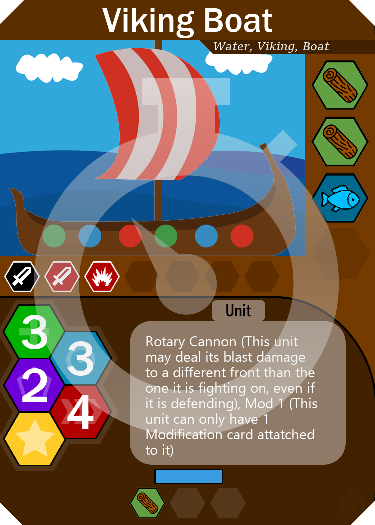 Viking Boat
Water, Viking, Boat
Unit
3
3
2
4
Rotary Cannon (This unit
may deal its blast damage
to a different front than the
one it is fighting on, even if
it is defending), Mod 1 (This
unit can only have 1
Modification card attatched
to it)